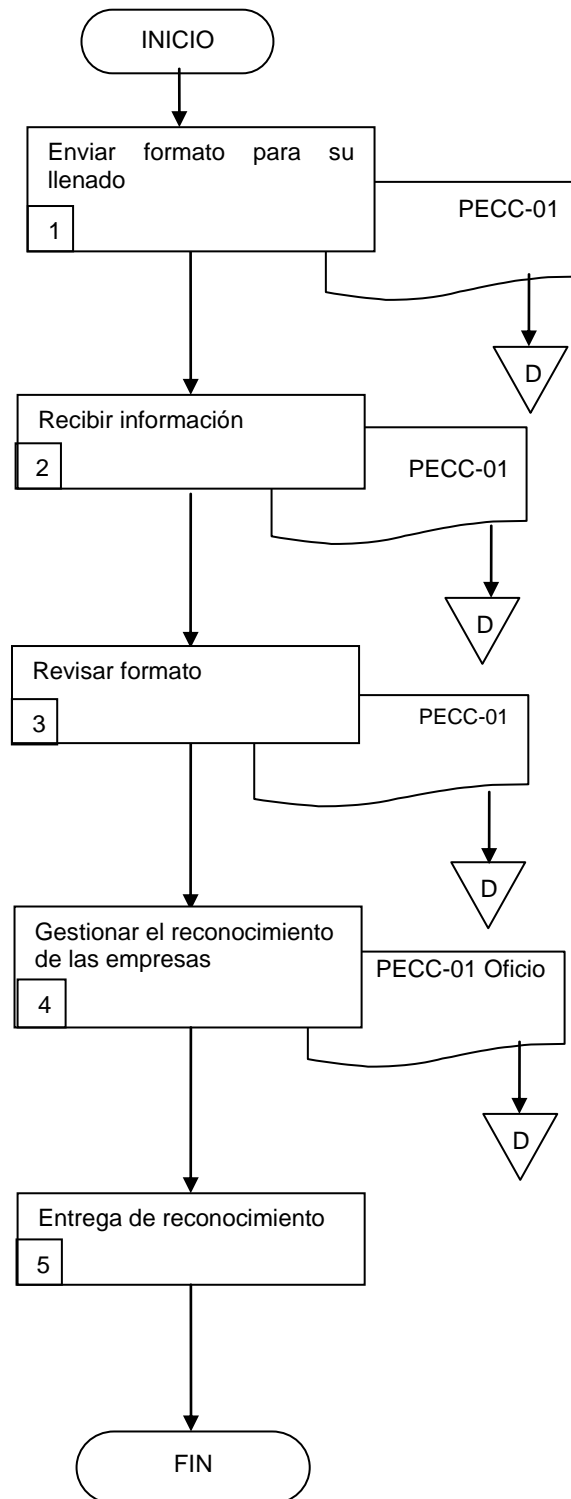 INICIO
Enviar formato para su
llenado
1
PECC-01
D
Recibir información
2
PECC-01
D
Revisar formato
3
PECC-01
D
Gestionar el reconocimiento
de las empresas
4
PECC-01 Oficio
D
Entrega de reconocimiento
5
FIN